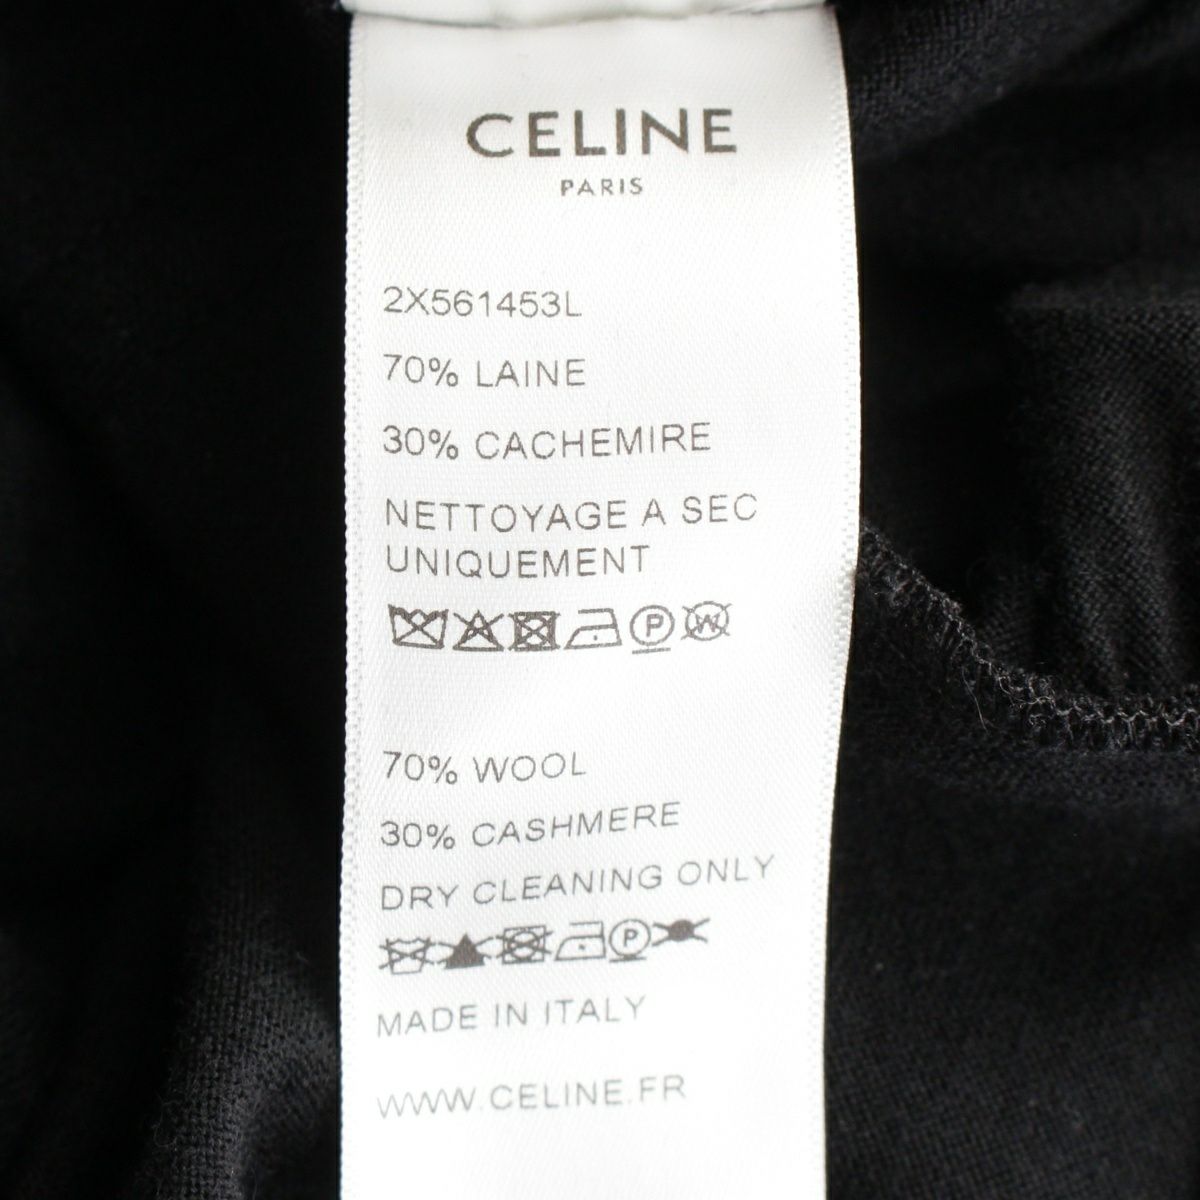 CELINE
PARIS
2X561453L
70% LAINE
30% CACHEMIRE
NETTOYAGE A SEC
UNIQUEMENT
P W
70% WOOL
30% CASHMERE
DRY CLEANING ONLY
P
MADE IN ITALY
WWW.CELINE.FR